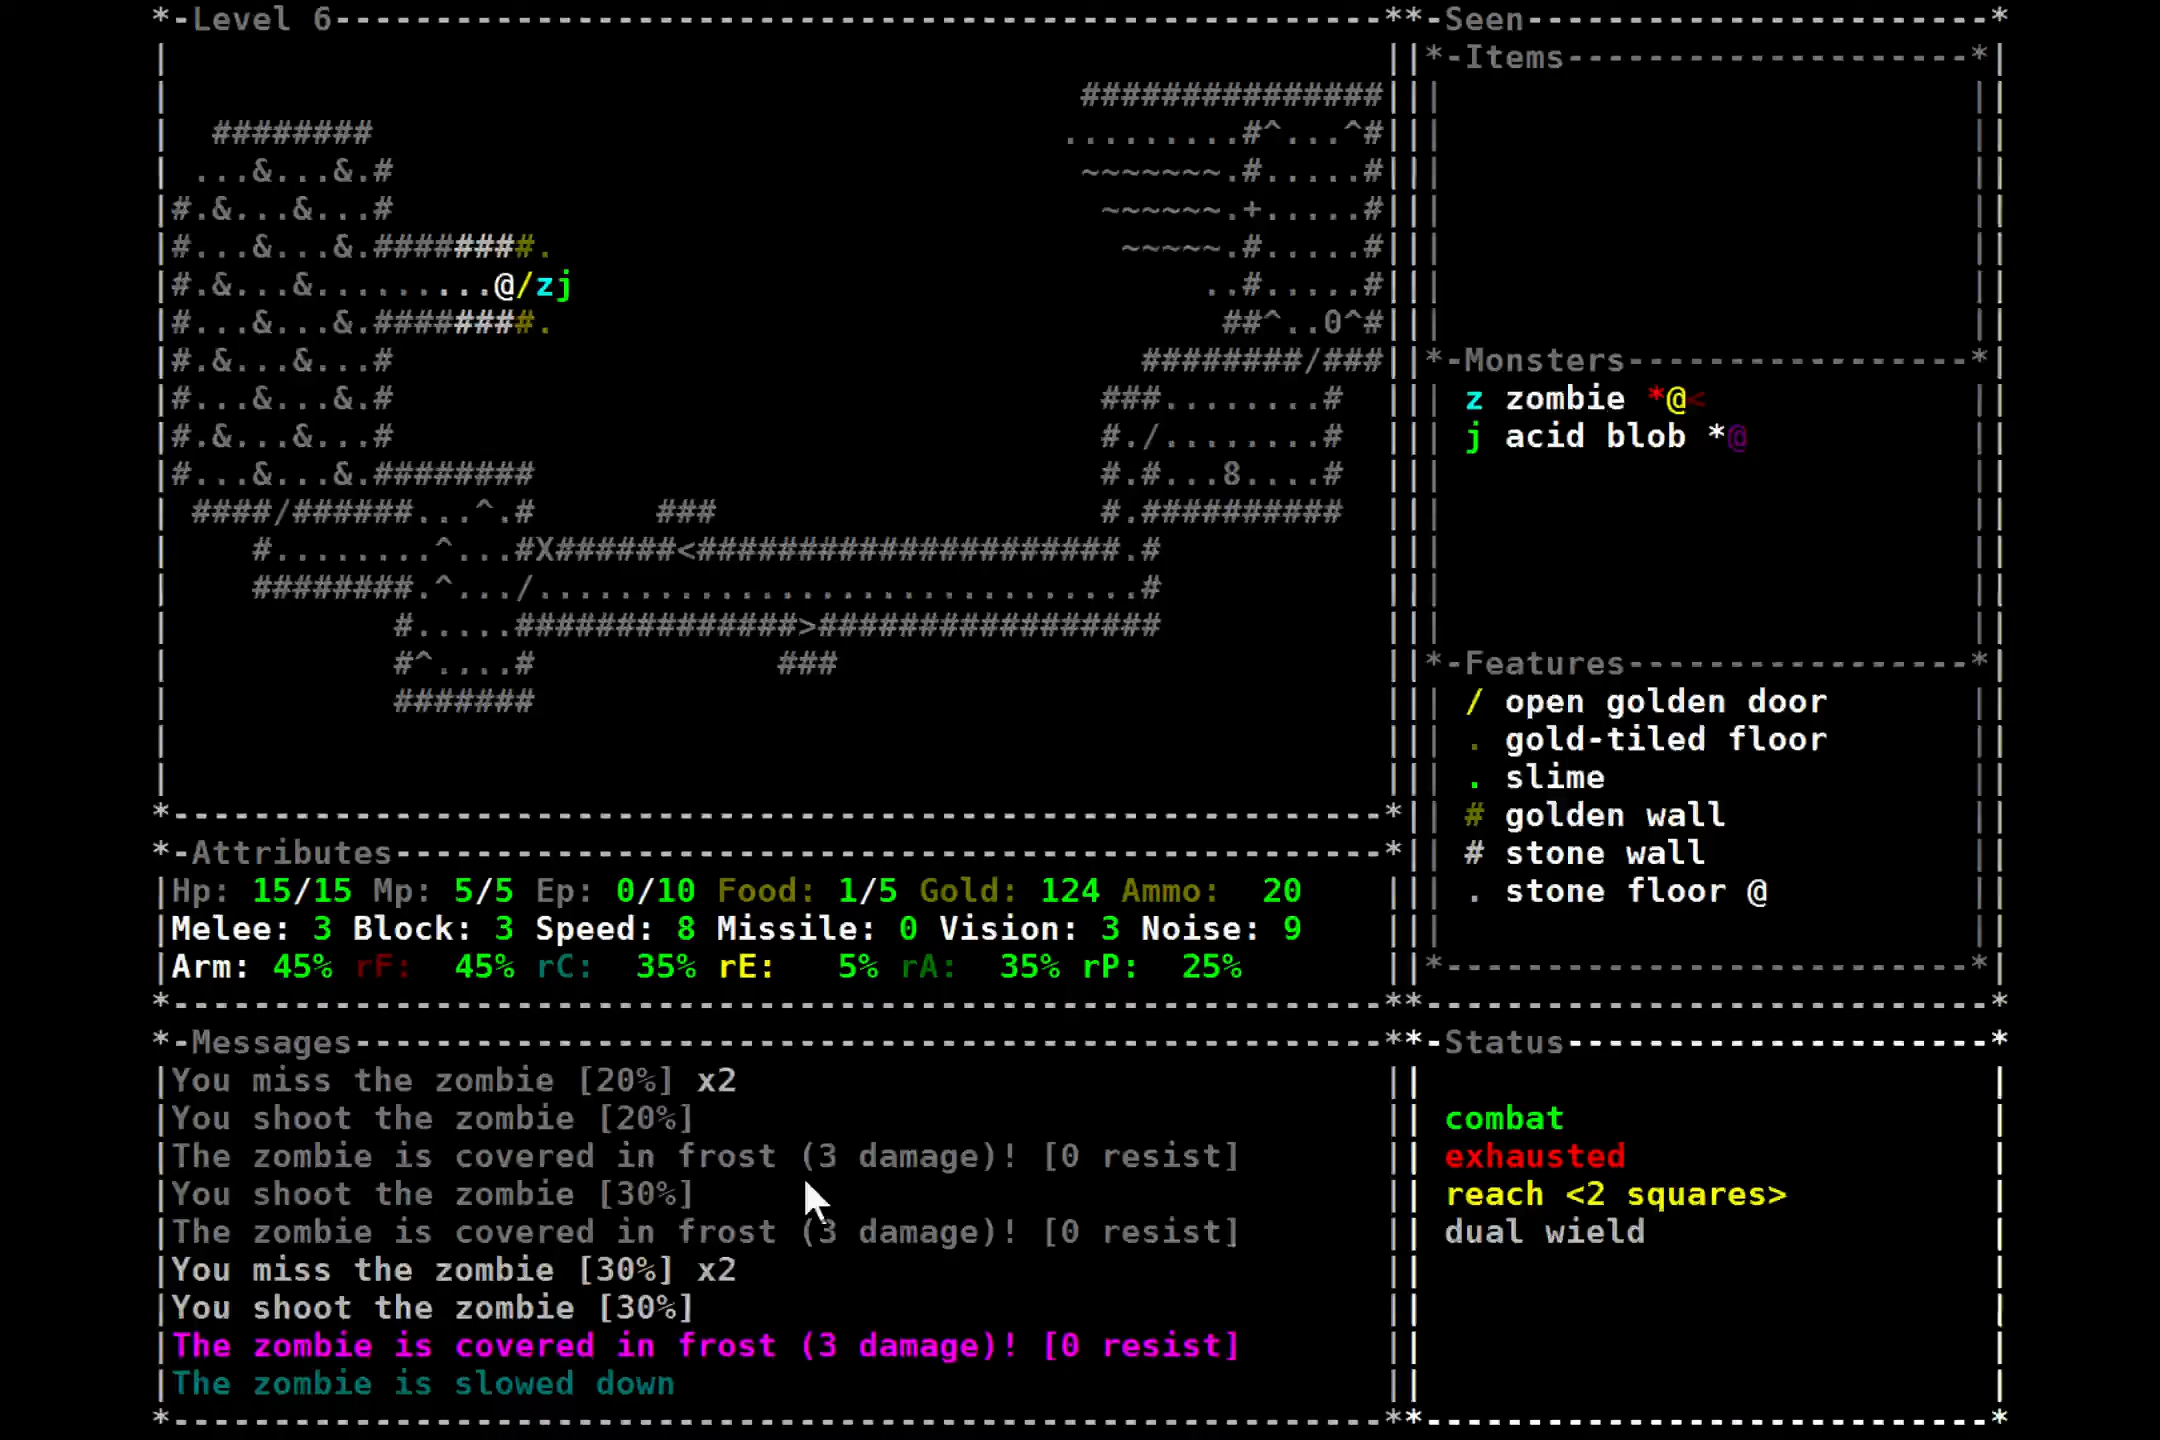 *-Level 6----------------------------------------------------**-Seen-----------------------*
*-Items--------------------*
###############
######## .........#^...^#
...&...&.# ~~~~~~~.#.....#
#.&...&...# ~~~~~~.+.....#
#...&...&.########. ~~~~~.#.....#
#.&...&.........@/zj ..#.....#
#...&...&.########. ##^..0^#
#.&...&...# ########/### *-Monsters-----------------*
#...&...&.# ###........# z zombie *@<
#.&...&...# #./........# j acid blob *@
#...&...&.######## #.#...8....#
####/######...^.# ### #.##########
#........^...#X######<#####################.#
########.^.../..............................#
#.....##############>#################
#^....# ### *-Features-----------------*
####### / open golden door
. gold-tiled floor
. slime
# golden wall
*-Attributes-------------------------------------------------* # stone wall
Hp: 15/15 Mp: 5/5 Ep: 0/10 Food: 1/5 Gold: 124 Ammo: 20 . stone floor @
Melee: 3 Block: 3 Speed: 8 Missile: 0 Vision: 3 Noise: 9
Arm: 45% rF: 45% rC: 35% rE: 5% rA: 35% rP: 25%
*-Messages---------------------------------------------------**-Status---------------------*
You miss the zombie [20%] x2
You shoot the zombie [20%] combat
The zombie is covered in frost (3 damage)! [0 resist] exhausted
You shoot the zombie [30%] reach <2 squares>
The zombie is covered in frost (3 damage)! [0 resist] dual wield
You miss the zombie [30%] x2
You shoot the zombie [30%]
The zombie is covered in frost (3 damage)! [0 resist]
The zombie is slowed down